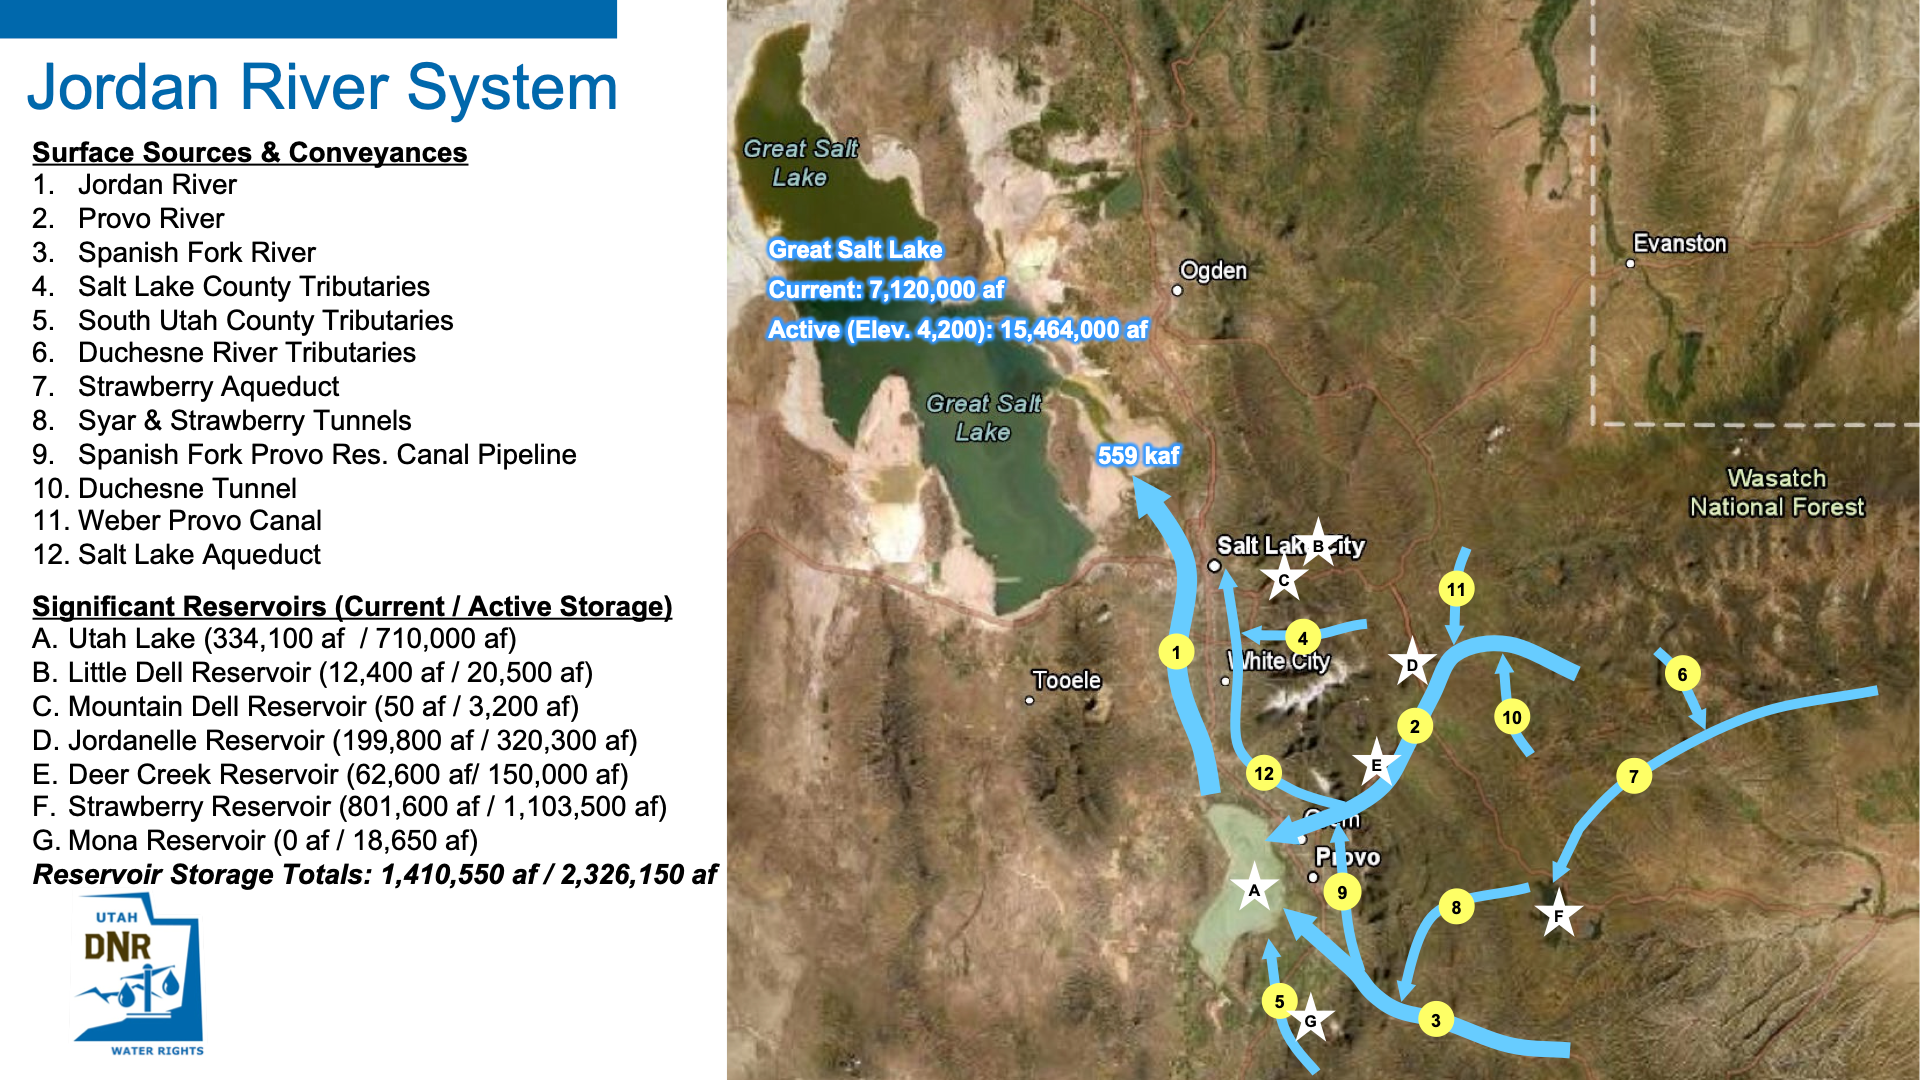 Jordan River System
Surface Sources & Conveyances
1. Jordan River
2. Provo River
3. Spanish Fork River
4. Salt Lake County Tributaries
5. South Utah County Tributaries
6. Duchesne River Tributaries
7. Strawberry Aqueduct
8. Syar & Strawberry Tunnels
9. Spanish Fork Provo Res. Canal Pipeline
10. Duchesne Tunnel
11. Weber Provo Canal
12. Salt Lake Aqueduct
Significant Reservoirs (Current / Active Storage)
A. Utah Lake (334,100 af / 710,000 af)
B. Little Dell Reservoir (12,400 af / 20,500 af)
C. Mountain Dell Reservoir (50 af / 3,200 af)
D. Jordanelle Reservoir (199,800 af / 320,300 af)
E. Deer Creek Reservoir (62,600 af/ 150,000 af)
F. Strawberry Reservoir (801,600 af / 1,103,500 af)
G. Mona Reservoir (0 af / 18,650 af)
Reservoir Storage Totals: 1,410,550 af / 2,326,150 af
UTAH
DNR
WATER RIGHTS
Great Salt
Lake
Great Salt Lake
Current: 7,120,000 af
Active (Elev. 4,200): 15,464,000 af
Ogden
Evanston
Great Salt
Lake
559 kaf
Wasatch
National Forest
Salt Lake City
B
C
11
4
1
White City
D
6
Tooele
10
2
E
12
7
Provo
A
9
8
F
5
G
3